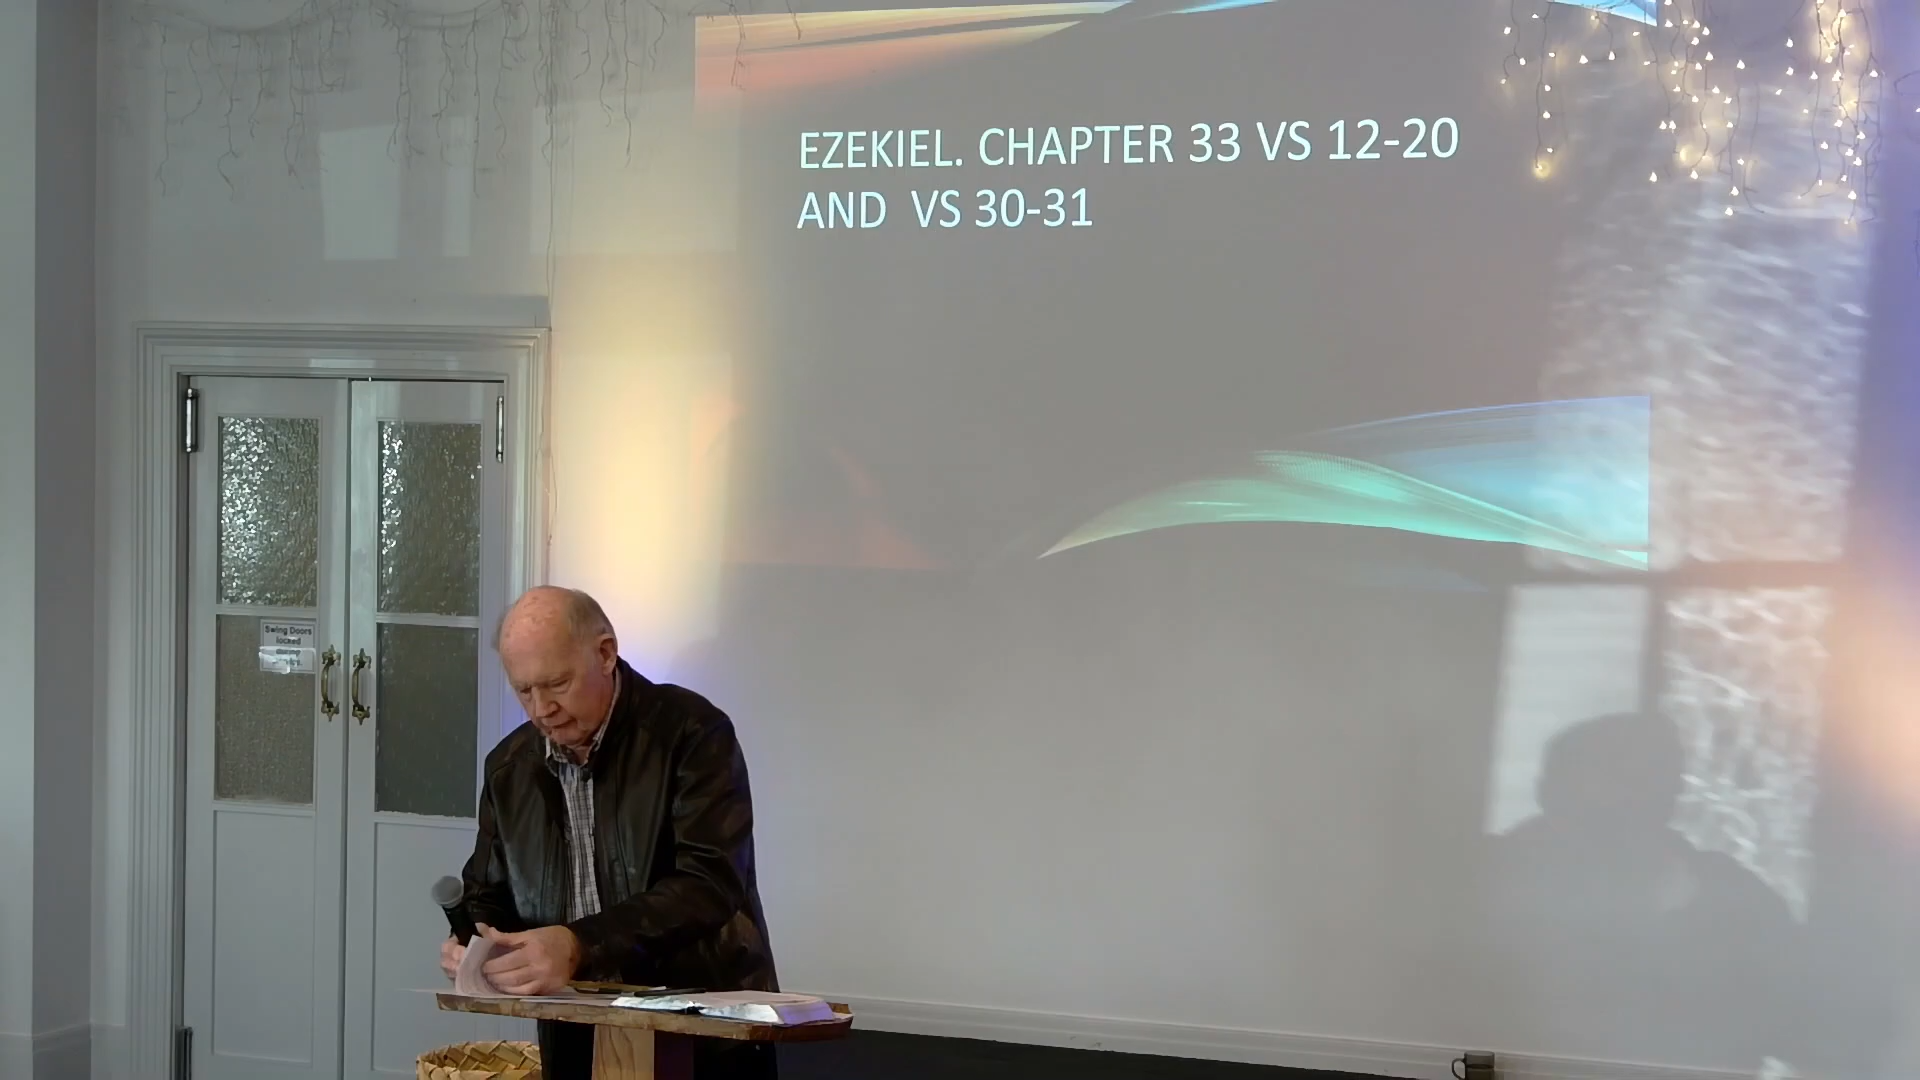 EZEKIEL. CHAPTER 33 VS 12-20
AND VS 30-31
Swing Doors
locked